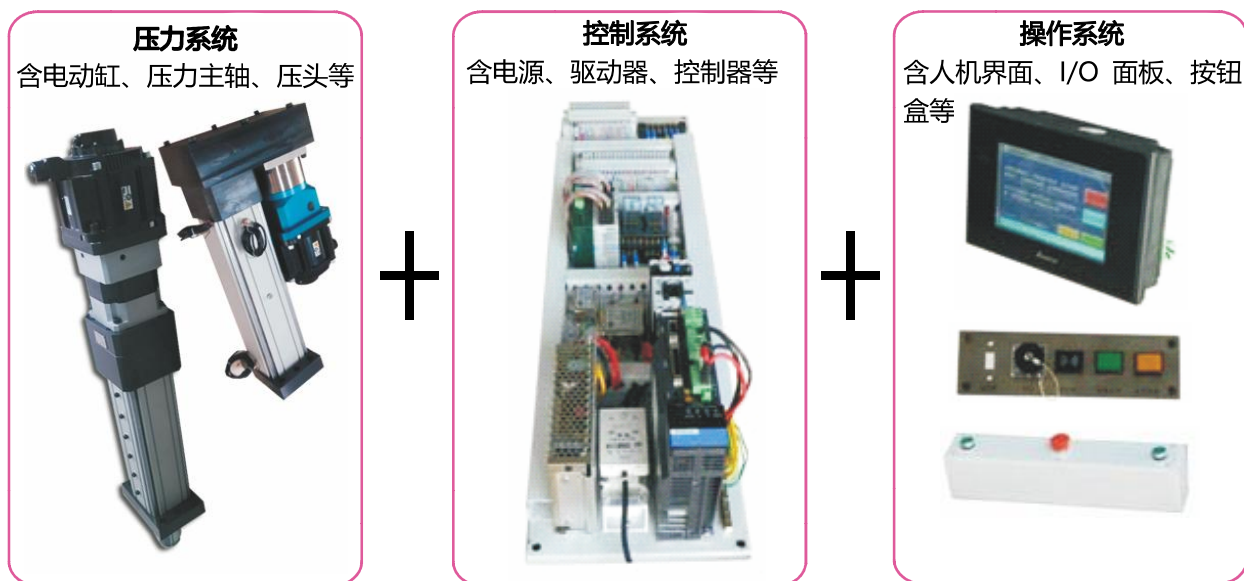 压力系统
含电动缸、压力主轴、压头等
控制系统
含电源、驱动器、控制器等
操作系统
含人机界面、I/O 面板、按钮
盒等